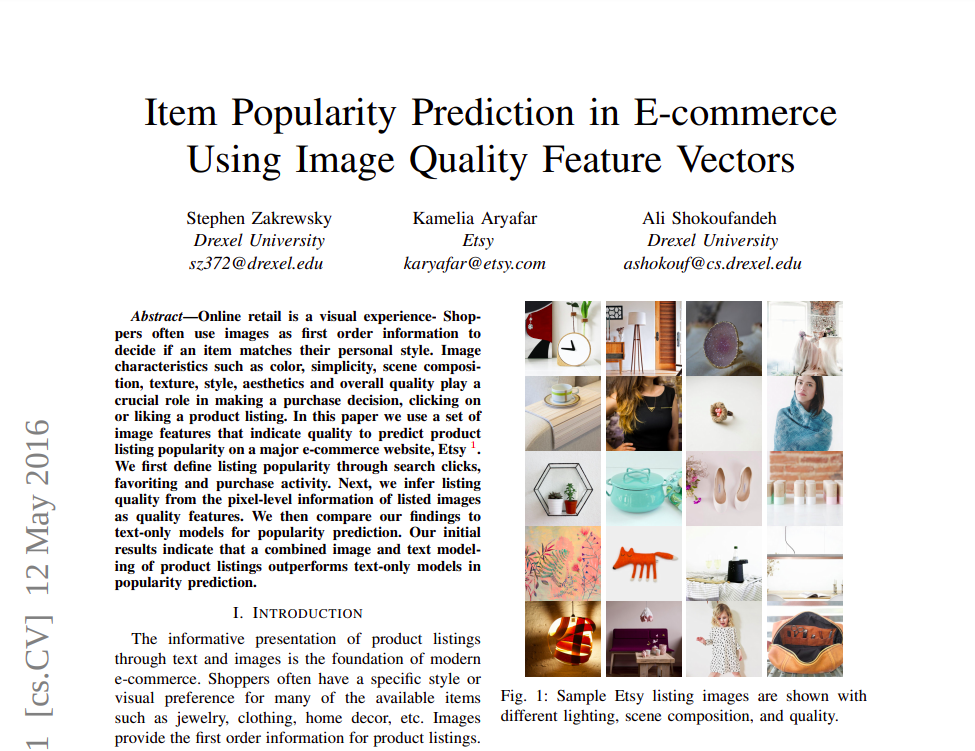 Item Popularity Prediction in E-commerce
Using Image Quality Feature Vectors
Stephen Zakrewsky
Drexel University
sz372@drexel.edu
Kamelia Aryafar
Etsy
karyafar@etsy.com
Ali Shokoufandeh
Drexel University
ashokouf@cs.drexel.edu
Abstract—Online retail is a visual experience- Shop-
pers often use images as first order information to
decide if an item matches their personal style. Image
characteristics such as color, simplicity, scene composi-
tion, texture, style, aesthetics and overall quality play a
crucial role in making a purchase decision, clicking on
or liking a product listing. In this paper we use a set of
image features that indicate quality to predict product
listing popularity on a major e-commerce website, Etsy 1.
We first define listing popularity through search clicks,
favoriting and purchase activity. Next, we infer listing
quality from the pixel-level information of listed images
as quality features. We then compare our findings to
text-only models for popularity prediction. Our initial
results indicate that a combined image and text model-
ing of product listings outperforms text-only models in
popularity prediction.
I. INTRODUCTION
The informative presentation of product listings
through text and images is the foundation of modern
e-commerce. Shoppers often have a specific style or
visual preference for many of the available items
such as jewelry, clothing, home decor, etc. Images
provide the first order information for product listings.
Fig. 1: Sample Etsy listing images are shown with
different lighting, scene composition, and quality.
1 [cs.CV] 12 May 2016